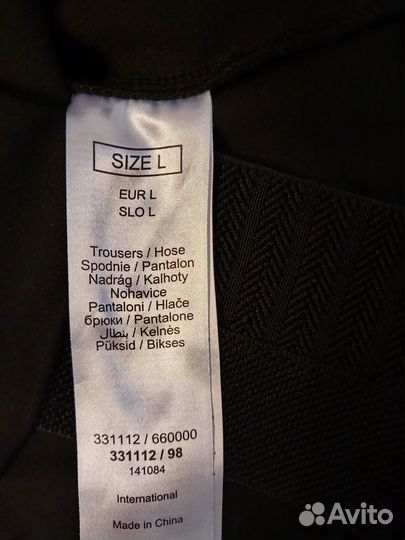 SIZE L
EUR L
SLO L
Trousers / Hose
Spodnie / Pantalon
Nadrág / Kalhoty
Nohavice
Pantaloni / Hlače
брюки / Pantalone
بنطال / Kelnės
Püksid / Bikses
331112 / 660000
331112 / 98
141084
International
Made in China
Avito